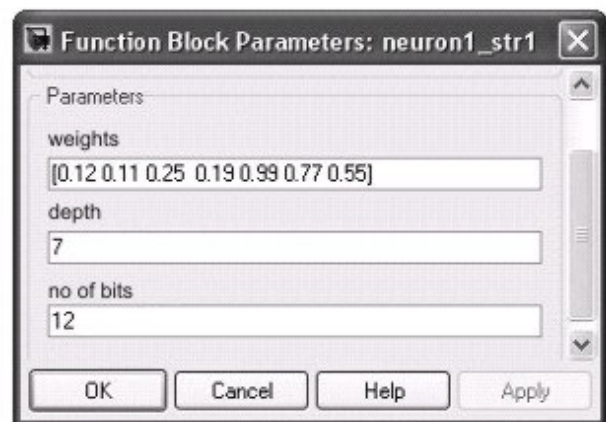 Function Block Parameters: neuron1_str1
Parameters
weights
[0.12 0.11 0.25  0.19 0.99 0.77 0.55]
depth
7
no of bits
12
OK Cancel Help Apply